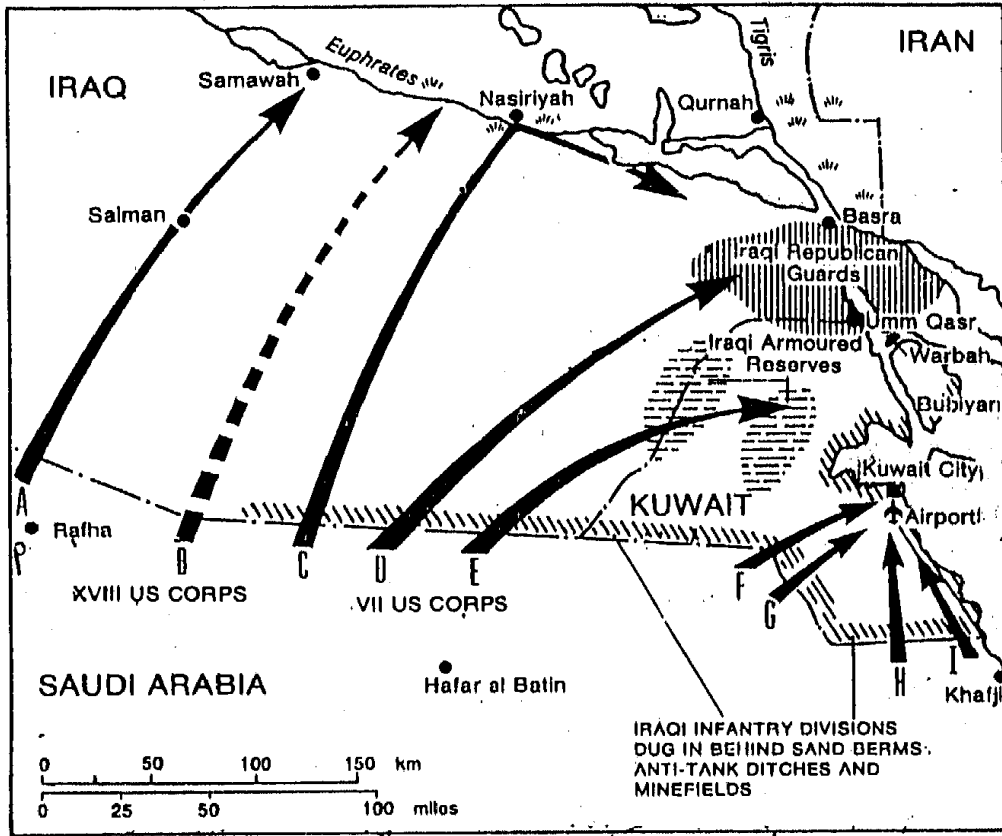 IRAQ
Samawah
Euphrates
Tigris
IRAN
Nasiriyah
Qurnah
Salman
Basra
Iraqi Republican
Guards
Umm Qasr
Iraqi Armoured
Reserves
Warbah
Bubiyan
Kuwait City
KUWAIT
Airport
A
P
Rafha
B
C
D
E
F
G
H
I
XVIII US CORPS
VII US CORPS
SAUDI ARABIA
Hafar al Batin
Khafji
IRAQI INFANTRY DIVISIONS
DUG IN BEHIND SAND BERMS,
ANTI-TANK DITCHES AND
MINEFIELDS
0 50 100 150 km
0 25 50 100 miles